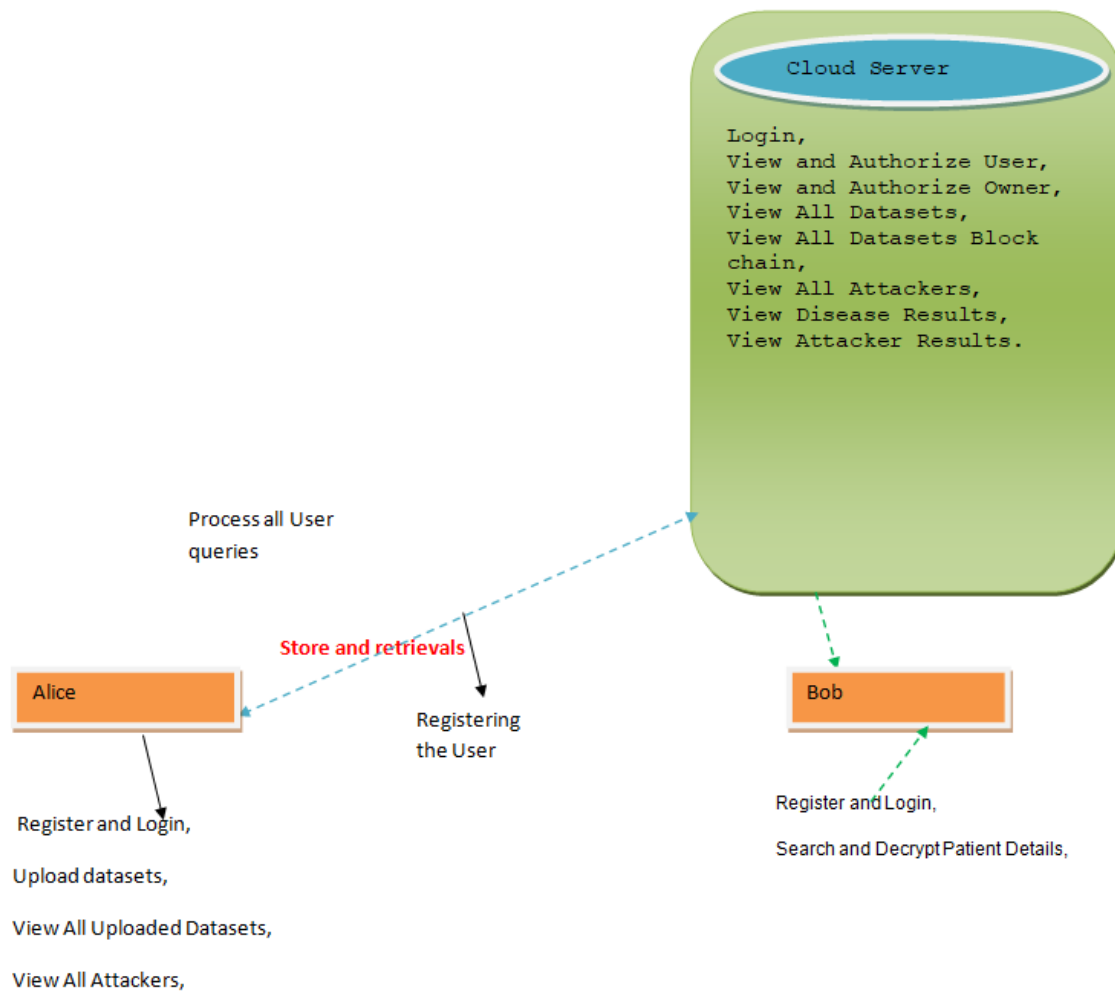 Cloud Server
Login,
View and Authorize User,
View and Authorize Owner,
View All Datasets,
View All Datasets Block
chain,
View All Attackers,
View Disease Results,
View Attacker Results.
Process all User
queries
Store and retrievals
Alice
Registering
the User
Bob
Register and Login,
Upload datasets,
View All Uploaded Datasets,
View All Attackers,
Register and Login,
Search and Decrypt Patient Details,